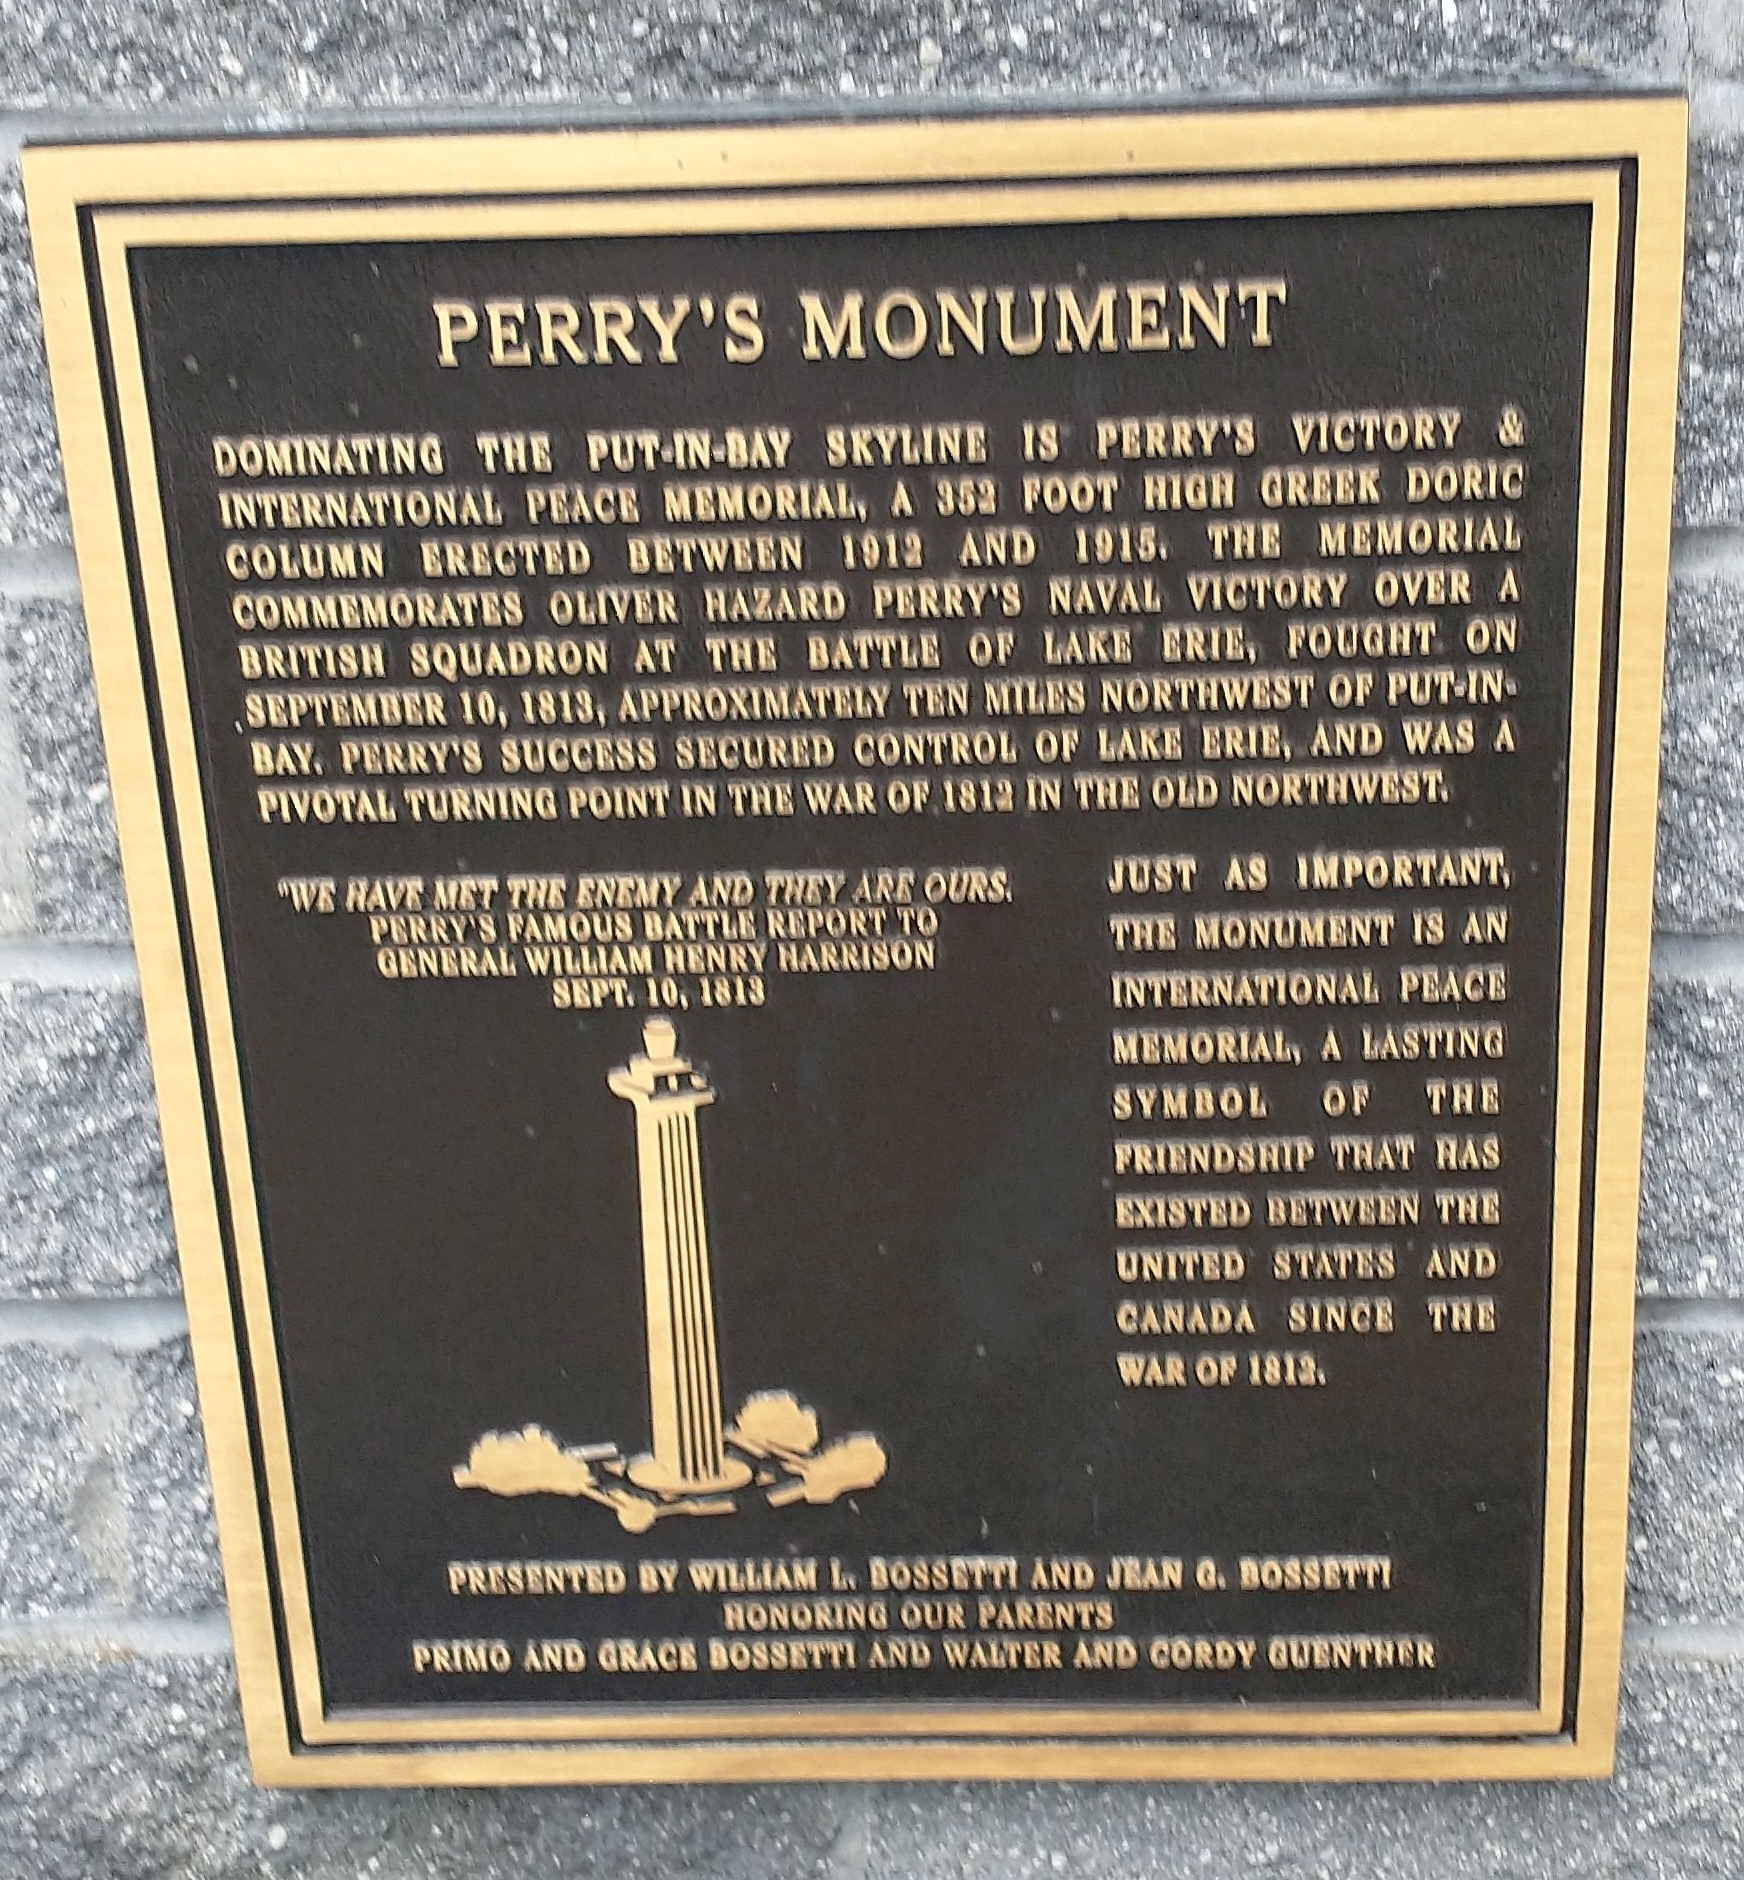 PERRY'S MONUMENT
DOMINATING THE PUT-IN-BAY SKYLINE IS PERRY'S VICTORY &
INTERNATIONAL PEACE MEMORIAL, A 352 FOOT HIGH GREEK DORIC
COLUMN ERECTED BETWEEN 1912 AND 1915. THE MEMORIAL
COMMEMORATES OLIVER HAZARD PERRY'S NAVAL VICTORY OVER A
BRITISH SQUADRON AT THE BATTLE OF LAKE ERIE, FOUGHT ON
SEPTEMBER 10, 1813, APPROXIMATELY TEN MILES NORTHWEST OF PUT-IN-
BAY. PERRY'S SUCCESS SECURED CONTROL OF LAKE ERIE, AND WAS A
PIVOTAL TURNING POINT IN THE WAR OF 1812 IN THE OLD NORTHWEST.
"WE HAVE MET THE ENEMY AND THEY ARE OURS.
PERRY'S FAMOUS BATTLE REPORT TO
GENERAL WILLIAM HENRY HARRISON
SEPT. 10, 1813
JUST AS IMPORTANT,
THE MONUMENT IS AN
INTERNATIONAL PEACE
MEMORIAL, A LASTING
SYMBOL OF THE
FRIENDSHIP THAT HAS
EXISTED BETWEEN THE
UNITED STATES AND
CANADA SINCE THE
WAR OF 1812.
PRESENTED BY WILLIAM L. BOSSETTI AND JEAN G. BOSSETTI
HONORING OUR PARENTS
PRIMO AND GRACE BOSSETTI AND WALTER AND CORDY GUENTHER